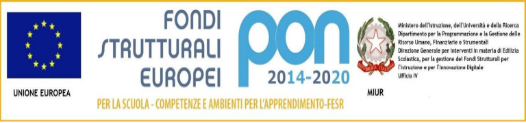 UNIONE EUROPEA
FONDI
STRUTTURALI
EUROPEI
pon
2014-2020
PER LA SCUOLA - COMPETENZE E AMBIENTI PER L'APPRENDIMENTO-FESR
Ministero dell'Istruzione, dell'Università e della Ricerca
Dipartimento per la Programmazione e la Gestione delle
Risorse Umane, Finanziarie e Strumentali
Direzione Generale per interventi in materia di Edilizia
Scolastica, per la gestione dei Fondi Strutturali per
l'Istruzione e per l'Innovazione Digitale
Ufficio IV
MIUR